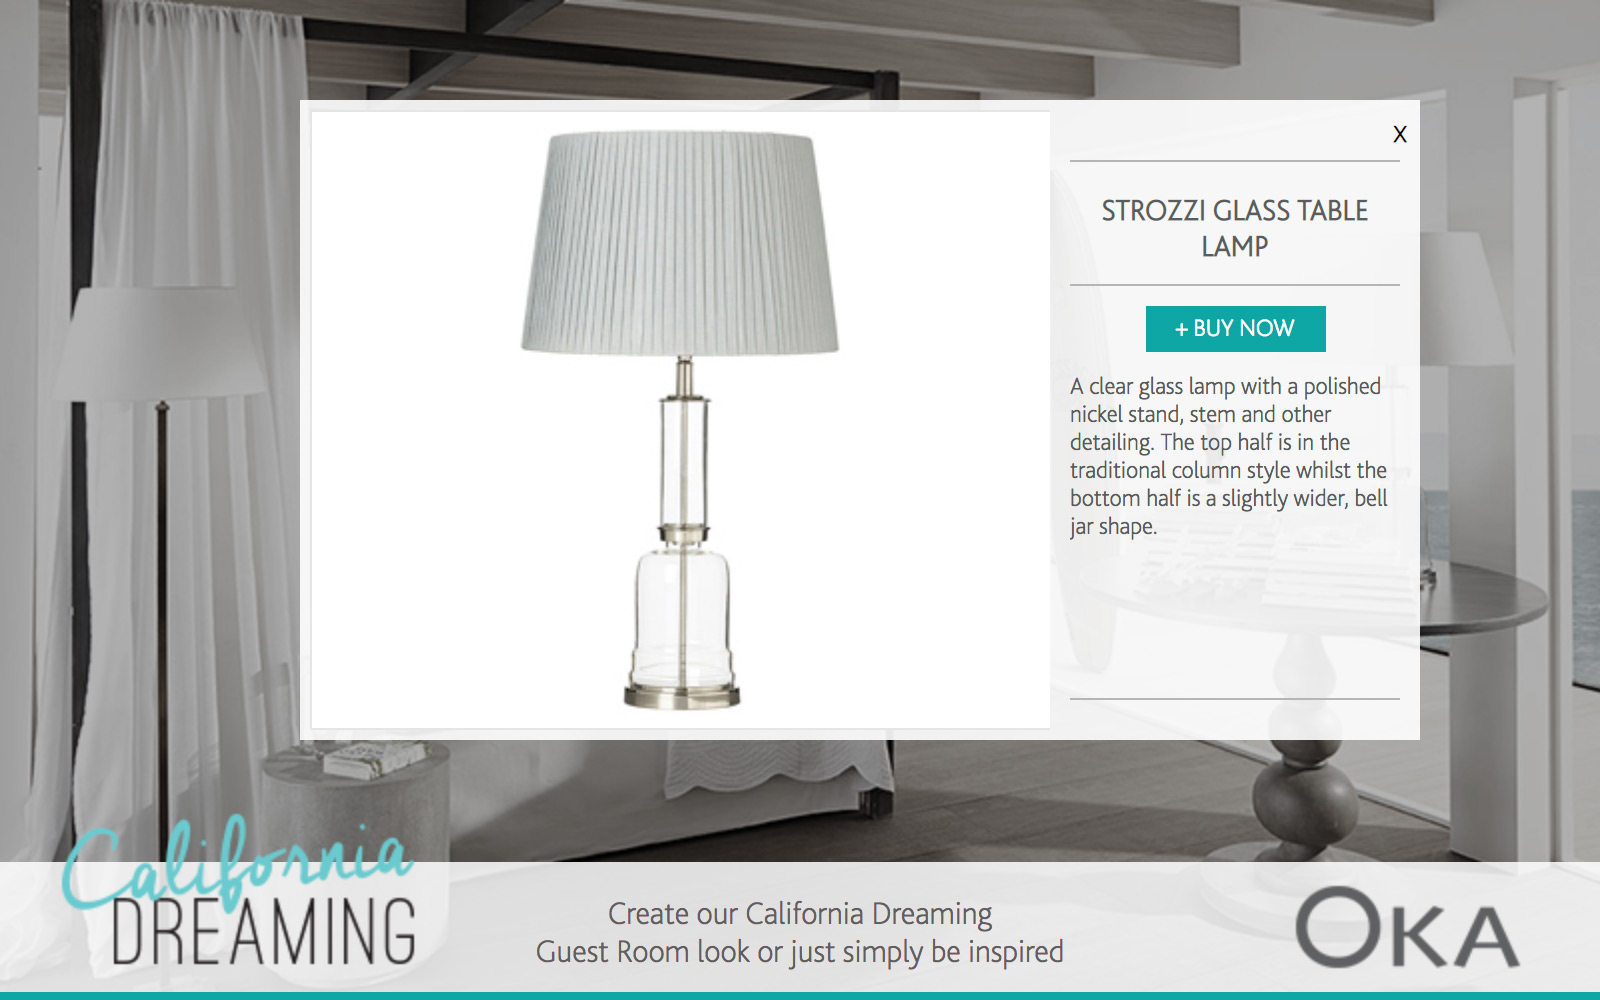 X
STROZZI GLASS TABLE
LAMP
+ BUY NOW
A clear glass lamp with a polished
nickel stand, stem and other
detailing. The top half is in the
traditional column style whilst the
bottom half is a slightly wider, bell
jar shape.
California
DREAMING
Create our California Dreaming
Guest Room look or just simply be inspired
OKA